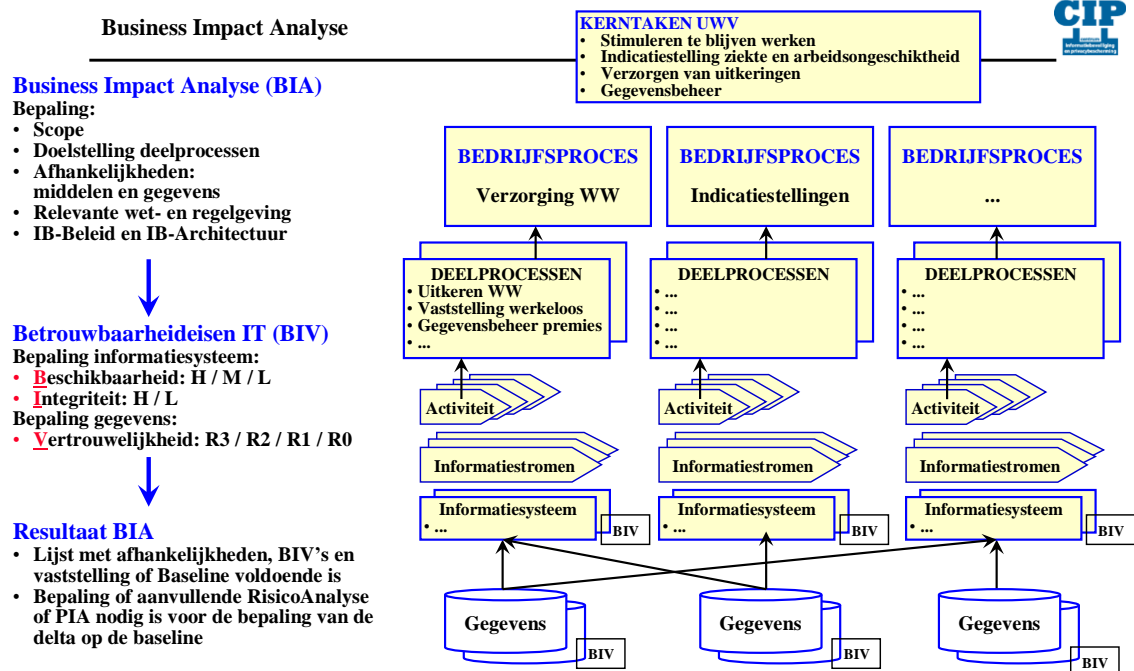 Business Impact Analyse
KERNTAKEN UWV
• Stimuleren te blijven werken
• Indicatiestelling ziekte en arbeidsongeschiktheid
• Verzorgen van uitkeringen
• Gegevensbeheer
CIP
centrum
informatiebeveiliging
en privacybescherming
Business Impact Analyse (BIA)
Bepaling:
• Scope
• Doelstelling deelprocessen
• Afhankelijkheden:
middelen en gegevens
• Relevante wet- en regelgeving
• IB-Beleid en IB-Architectuur
Betrouwbaarheideisen IT (BIV)
Bepaling informatiesysteem:
• Beschikbaarheid: H / M / L
• Integriteit: H / L
Bepaling gegevens:
• Vertrouwelijkheid: R3 / R2 / R1 / R0
Resultaat BIA
• Lijst met afhankelijkheden, BIV's en
vaststelling of Baseline voldoende is
• Bepaling of aanvullende RisicoAnalyse
of PIA nodig is voor de bepaling van de
delta op de baseline
BEDRIJFSPROCES
Verzorging WW
BEDRIJFSPROCES
Indicatiestellingen
BEDRIJFSPROCES
...
DEELPROCESSEN
• Uitkeren WW
• Vaststelling werkeloos
• Gegevensbeheer premies
• ...
DEELPROCESSEN
• ...
• ...
• ...
• ...
DEELPROCESSEN
• ...
• ...
• ...
• ...
Activiteit
Activiteit
Activiteit
Informatiestromen
Informatiestromen
Informatiestromen
Informatiesysteem
• ...
BIV
Informatiesysteem
• ...
BIV
Informatiesysteem
• ...
BIV
Gegevens
BIV
Gegevens
BIV
Gegevens
BIV